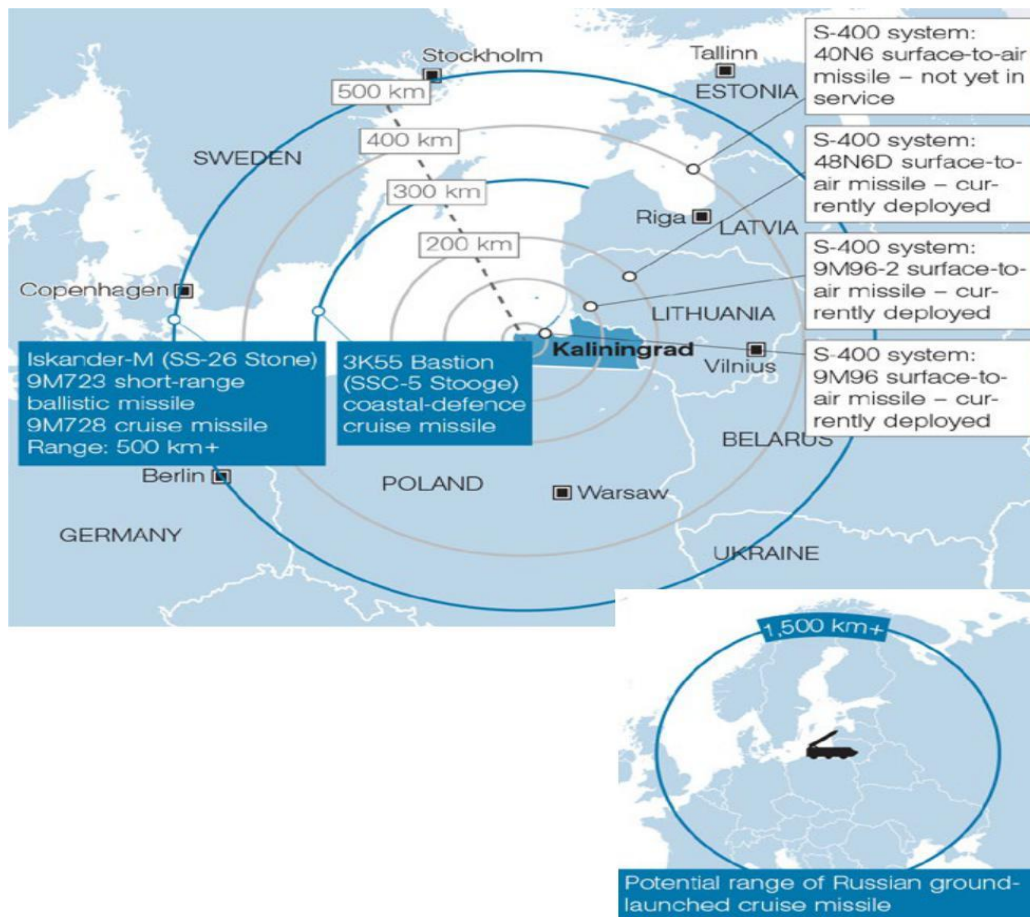 Stockholm
Tallinn
500 km
ESTONIA
400 km
SWEDEN
300 km
Riga
LATVIA
200 km
Copenhagen
LITHUANIA
Kaliningrad
Vilnius
BELARUS
Berlin
POLAND
Warsaw
GERMANY
UKRAINE
S-400 system:
40N6 surface-to-air
missile – not yet in
service
S-400 system:
48N6D surface-to-
air missile – cur-
rently deployed
S-400 system:
9M96-2 surface-to-
air missile – cur-
rently deployed
S-400 system:
9M96 surface-to-
air missile – cur-
rently deployed
Iskander-M (SS-26 Stone)
9M723 short-range
ballistic missile
9M728 cruise missile
Range: 500 km+
3K55 Bastion
(SSC-5 Stooge)
coastal-defence
cruise missile
1,500 km+
Potential range of Russian ground-
launched cruise missile